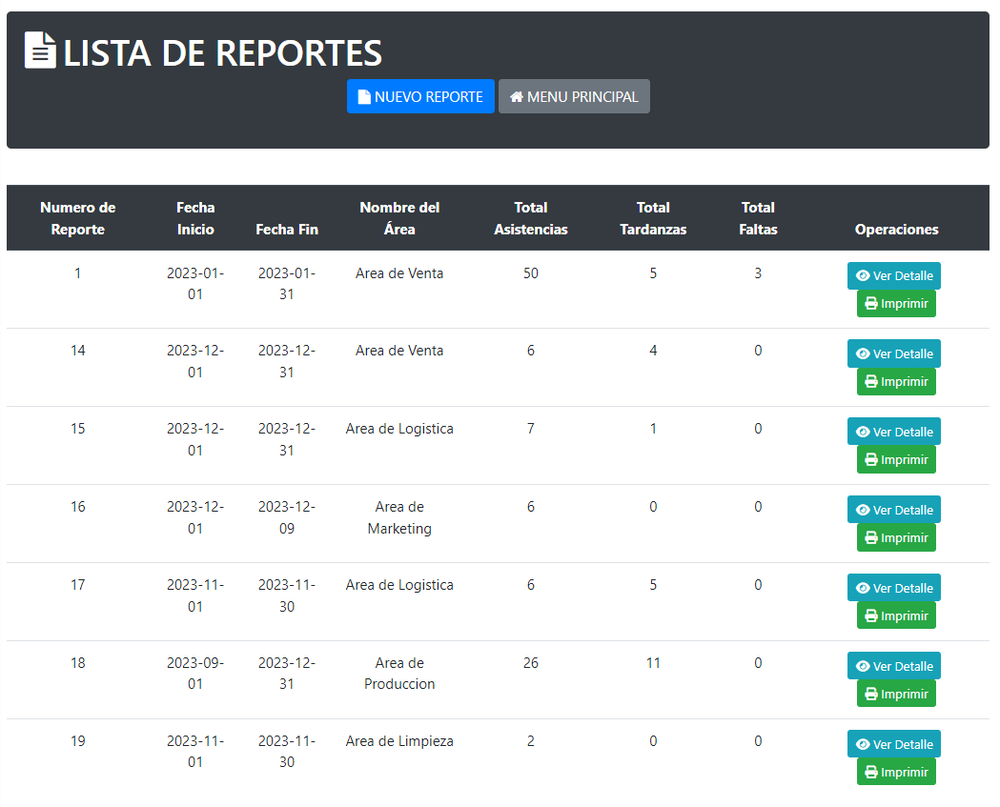 LISTA DE REPORTES
NUEVO REPORTE MENU PRINCIPAL
Numero de Reporte Fecha Inicio Fecha Fin Nombre del Área Total Asistencias Total Tardanzas Total Faltas Operaciones
1 2023-01-01 2023-01-31 Area de Venta 50 5 3 Ver Detalle Imprimir
14 2023-12-01 2023-12-31 Area de Venta 6 4 0 Ver Detalle Imprimir
15 2023-12-01 2023-12-31 Area de Logistica 7 1 0 Ver Detalle Imprimir
16 2023-12-01 2023-12-09 Area de Marketing 6 0 0 Ver Detalle Imprimir
17 2023-11-01 2023-11-30 Area de Logistica 6 5 0 Ver Detalle Imprimir
18 2023-09-01 2023-12-31 Area de Produccion 26 11 0 Ver Detalle Imprimir
19 2023-11-01 2023-11-30 Area de Limpieza 2 0 0 Ver Detalle Imprimir